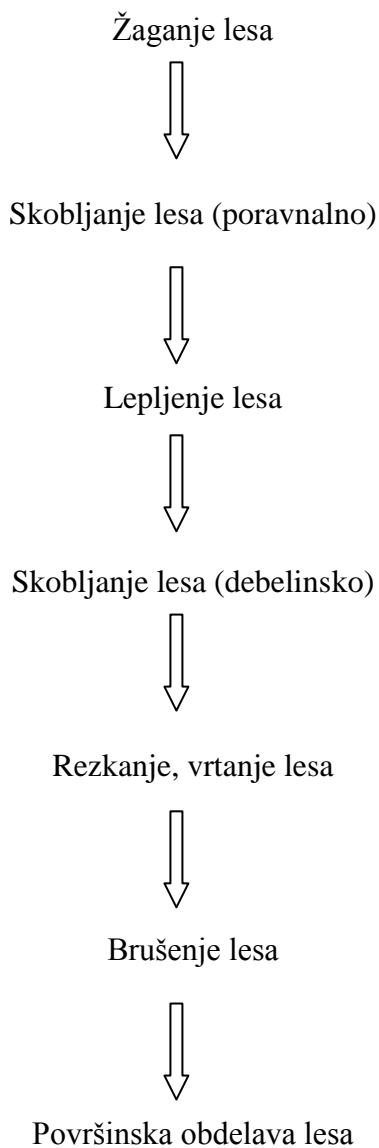 Žaganje lesa
Skobljanje lesa (poravnalno)
Lepljenje lesa
Skobljanje lesa (debelinsko)
Rezkanje, vrtanje lesa
Brušenje lesa
Površinska obdelava lesa